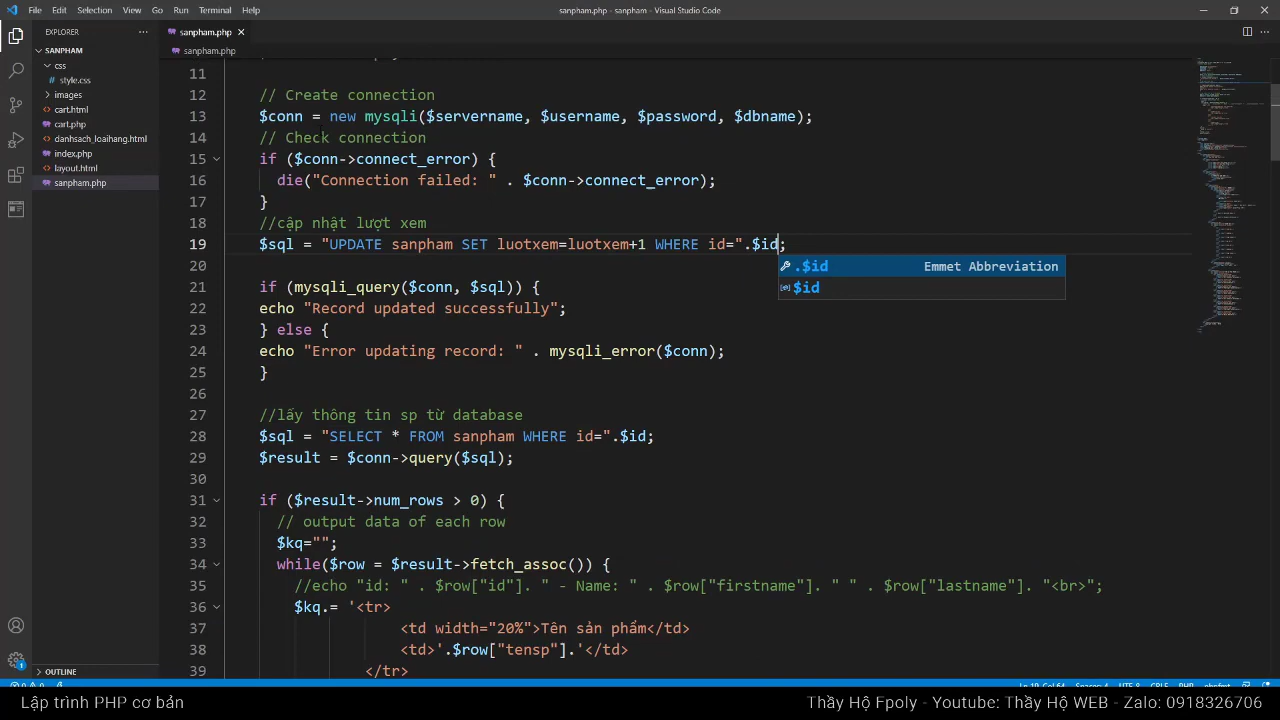 File Edit Selection View Go Run Terminal Help
sanpham.php - sanpham - Visual Studio Code
EXPLORER
SANPHAM
css
style.css
images
cart.html
cart.php
danhsach_loaihang.html
index.php
layout.html
sanpham.php
OUTLINE
sanpham.php
sanpham.php
11
12 // Create connection
13 $conn = new mysqli($servername, $username, $password, $dbname);
14 // Check connection
15 if ($conn->connect_error) {
16 die("Connection failed: " . $conn->connect_error);
17 }
18 //cập nhật lượt xem
19 $sql = "UPDATE sanpham SET luotxem=luotxem+1 WHERE id=".$id;
.$id Emmet Abbreviation
$id
20
21 if (mysqli_query($conn, $sql)) {
22 echo "Record updated successfully";
23 } else {
24 echo "Error updating record: " . mysqli_error($conn);
25 }
26
27 //lấy thông tin sp từ database
28 $sql = "SELECT * FROM sanpham WHERE id=".$id;
29 $result = $conn->query($sql);
30
31 if ($result->num_rows > 0) {
32 // output data of each row
33 $kq="";
34 while($row = $result->fetch_assoc()) {
35 //echo "id: " . $row["id"]. " - Name: " . $row["firstname"]. " " . $row["lastname"]. "<br>";
36 $kq.= '<tr>
37 <td width="20%">Tên sản phẩm</td>
38 <td>'.$row["tensp"].'</td>
39 </tr>
Lập trình PHP cơ bản
Thầy Hộ Fpoly - Youtube: Thầy Hộ WEB - Zalo: 0918326706